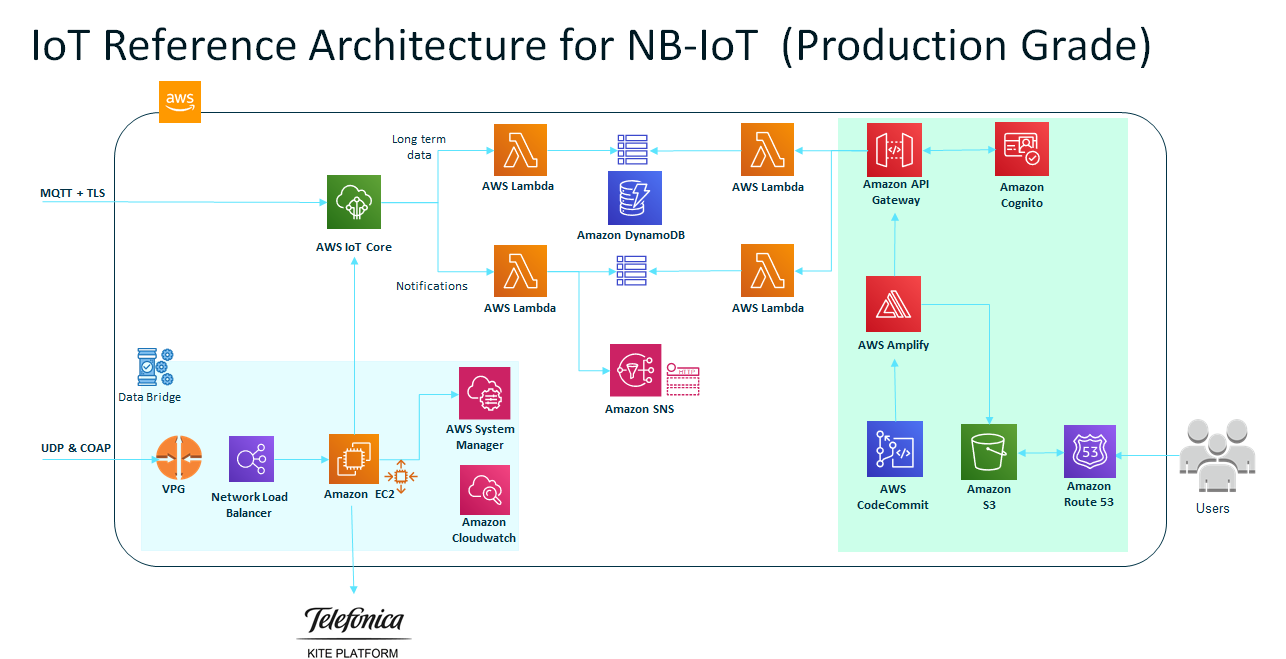 IoT Reference Architecture for NB-IoT (Production Grade)
aws
Long term
data
AWS Lambda
AWS Lambda
Amazon API
Gateway
Amazon
Cognito
MQTT + TLS
AWS IoT Core
Amazon DynamoDB
Notifications
AWS Lambda
AWS Lambda
AWS Amplify
Data Bridge
HTTP
Amazon SNS
AWS System
Manager
UDP & COAP
VPG
Network Load
Balancer
Amazon EC2
Amazon
Cloudwatch
AWS
CodeCommit
Amazon
S3
53
Amazon
Route 53
Users
Telefónica
KITE PLATFORM